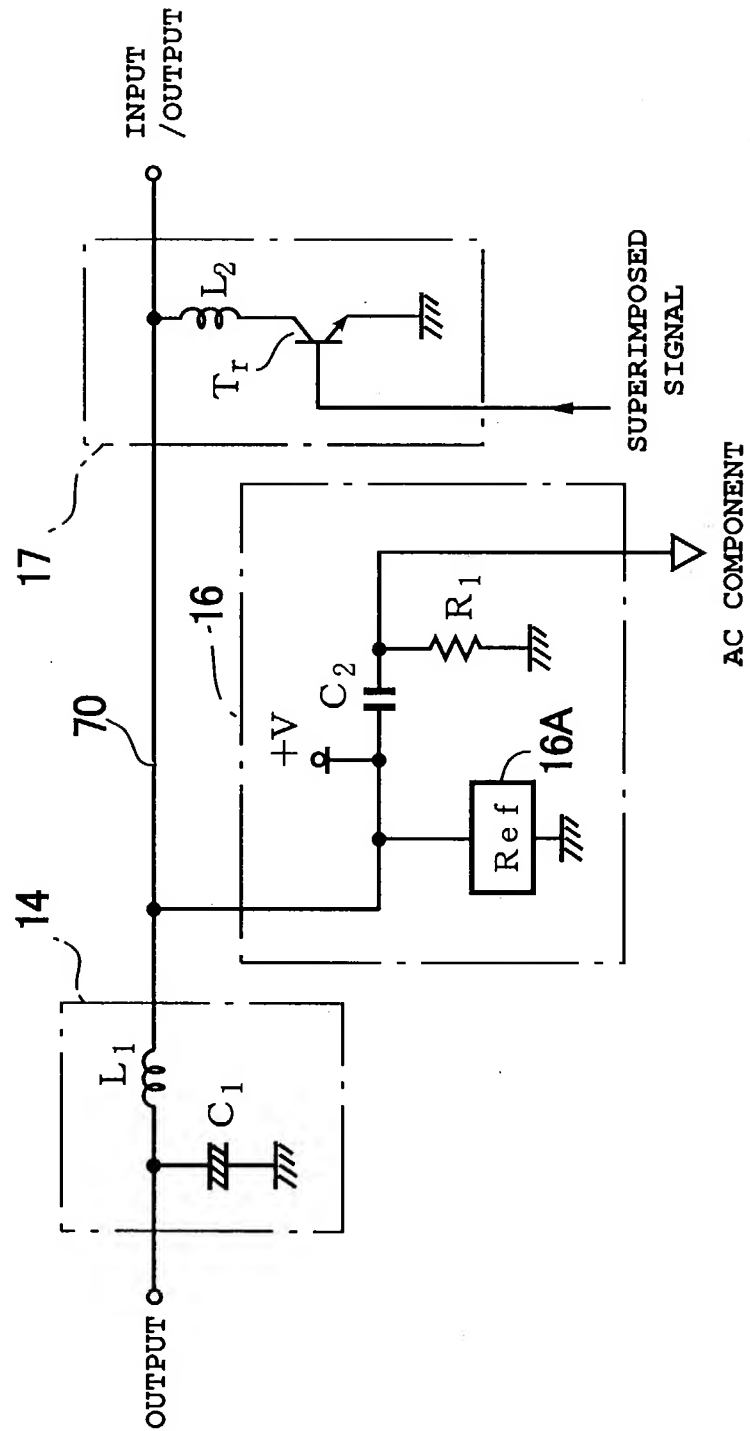 INPUT
/OUTPUT
17
L2
Tr
SUPERIMPOSED
SIGNAL
70
16
+V
C2
R1
16A
Ref
AC COMPONENT
14
L1
C1
OUTPUT